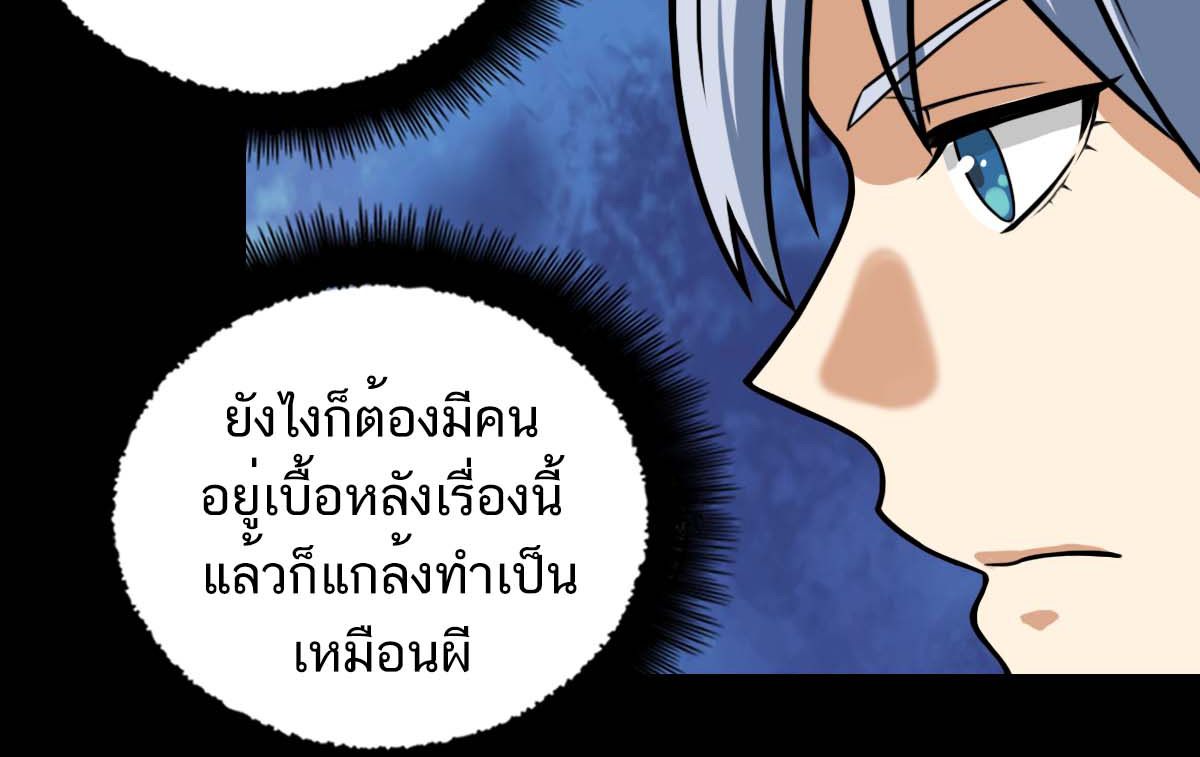 ยังไงก็ต้องมีคน
อยู่เบื้อหลังเรื่องนี้
แล้วก็แกล้งทำเป็น
เหมือนผี